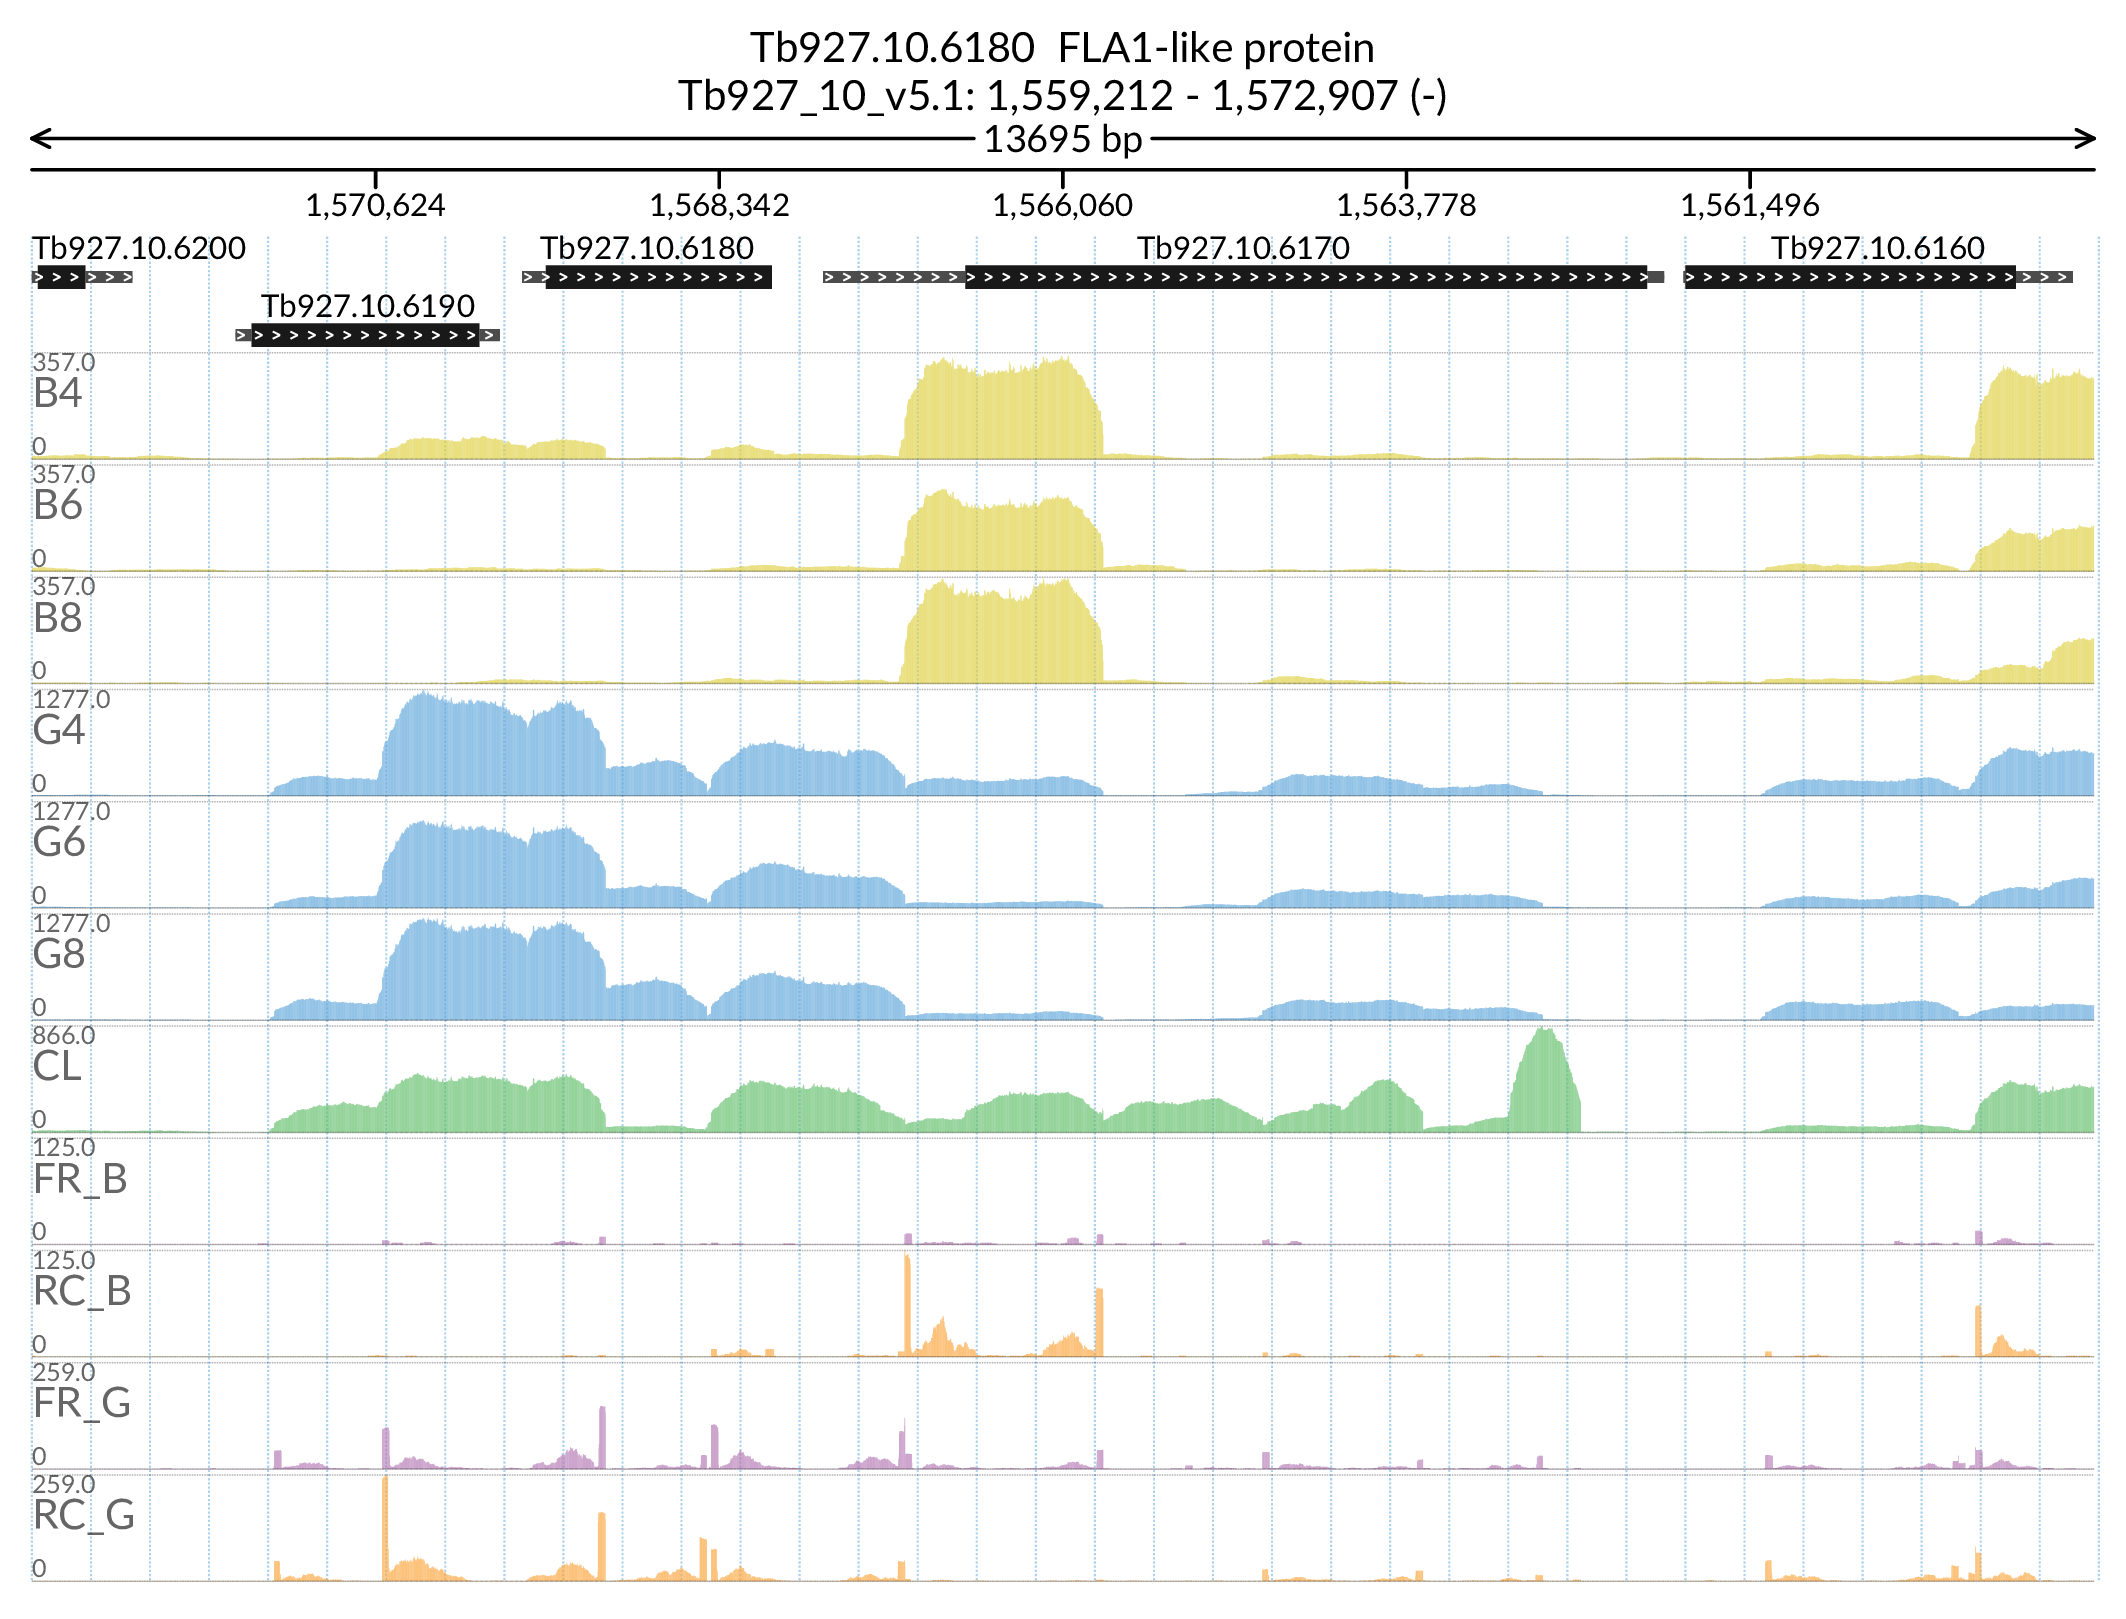 Tb927.10.6180 FLA1-like protein
Tb927_10_v5.1: 1,559,212 - 1,572,907 (-)
13695 bp
1,570,624 1,568,342 1,566,060 1,563,778 1,561,496
Tb927.10.6200 Tb927.10.6180 Tb927.10.6170 Tb927.10.6160
Tb927.10.6190
357.0
B4
0
357.0
B6
0
357.0
B8
0
1277.0
G4
0
1277.0
G6
0
1277.0
G8
0
866.0
CL
0
125.0
FR_B
0
125.0
RC_B
0
259.0
FR_G
0
259.0
RC_G
0